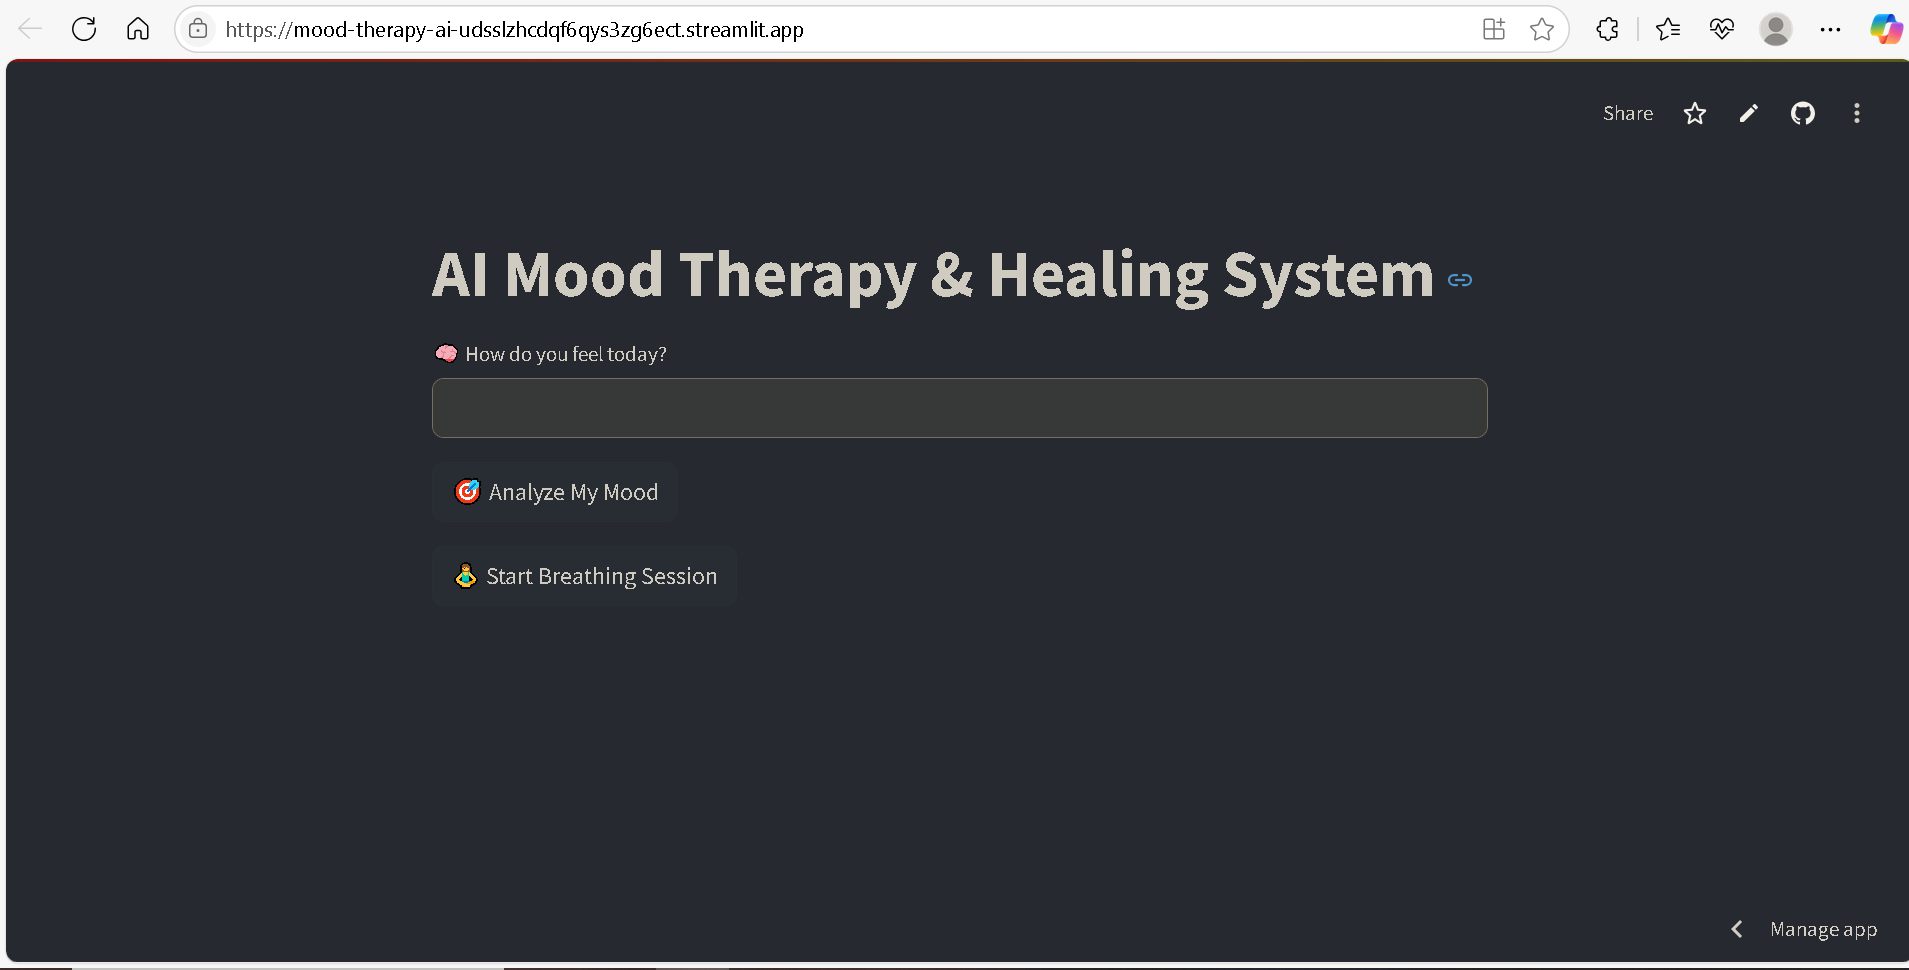 https://mood-therapy-ai-udsslzhcdqf6qys3zg6ect.streamlit.app
Share
AI Mood Therapy & Healing System
🧠 How do you feel today?
🎯 Analyze My Mood
🧘 Start Breathing Session
Manage app